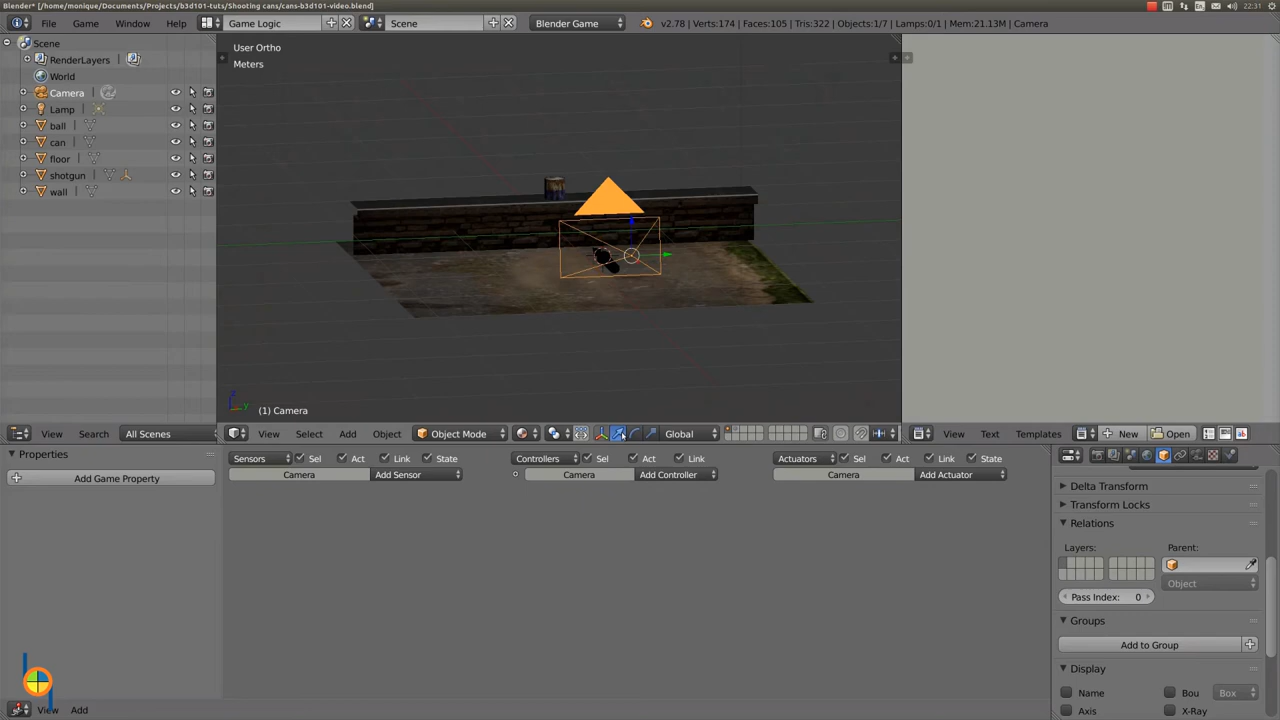 Blender* [/home/monique/Documents/Projects/b3d101-tuts/Shooting cans/cans-b3d101-video.blend]
En
22:31
File
Game
Window
Help
Game Logic
Scene
Blender Game
v2.78 | Verts:174 | Faces:105 | Tris:322 | Objects:1/7 | Lamps:0/1 | Mem:21.13M | Camera
Scene
RenderLayers
World
Camera
Lamp
ball
can
floor
shotgun
wall
View
Search
All Scenes
User Ortho
Meters
Z
Y
(1) Camera
View
Select
Add
Object
Object Mode
Global
View
Text
Templates
New
Open
Properties
Add Game Property
Sensors
Sel
Act
Link
State
Camera
Add Sensor
Controllers
Sel
Act
Link
Camera
Add Controller
Actuators
Sel
Act
Link
State
Camera
Add Actuator
Delta Transform
Transform Locks
Relations
Layers:
Parent:
Object
Pass Index: 0
Groups
Add to Group
Display
Name
Bou
Box
Axis
X-Ray
View
Add